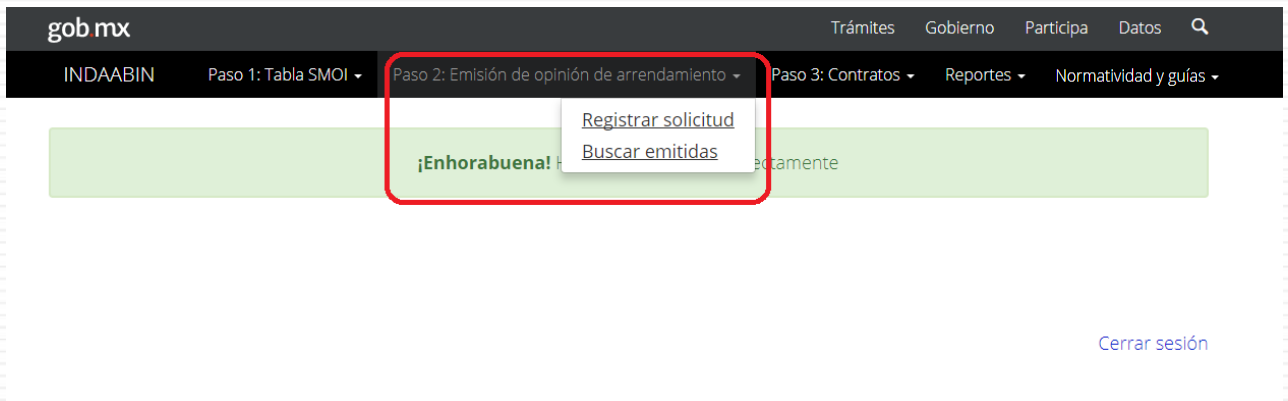 gob.mx Trámites Gobierno Participa Datos
INDAABIN Paso 1: Tabla SMOI Paso 2: Emisión de opinión de arrendamiento Paso 3: Contratos Reportes Normatividad y guías
Registrar solicitud
Buscar emitidas
¡Enhorabuena!
Cerrar sesión